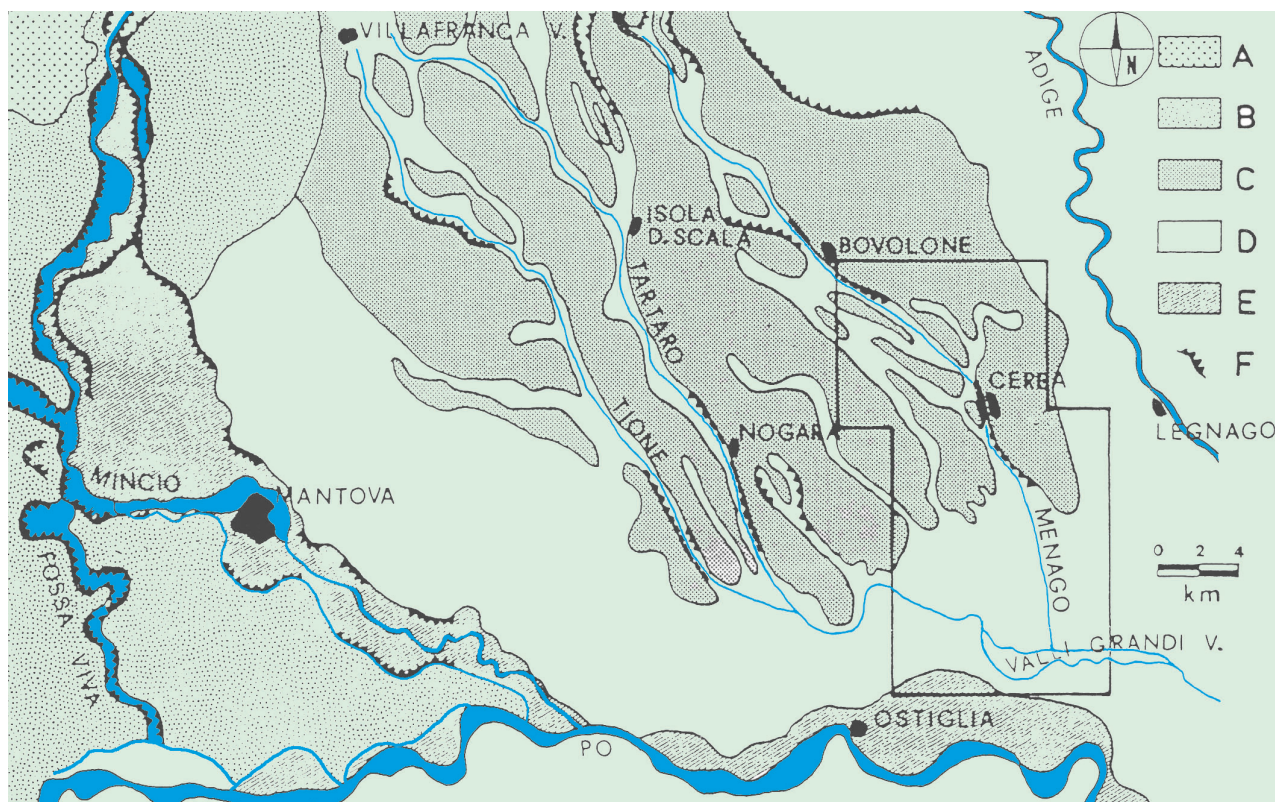 VILLAFRANCA V.
ADIGE
N
A
B
C
D
E
F
ISOLA
D. SCALA
BOVOLONE
TARTARO
CEREA
LEGNAGO
TIONE
NOGARA
MINCIO
MANTOVA
MENAGO
0 2 4
km
FOSSA VIVA
VALLI GRANDI V.
OSTIGLIA
PO